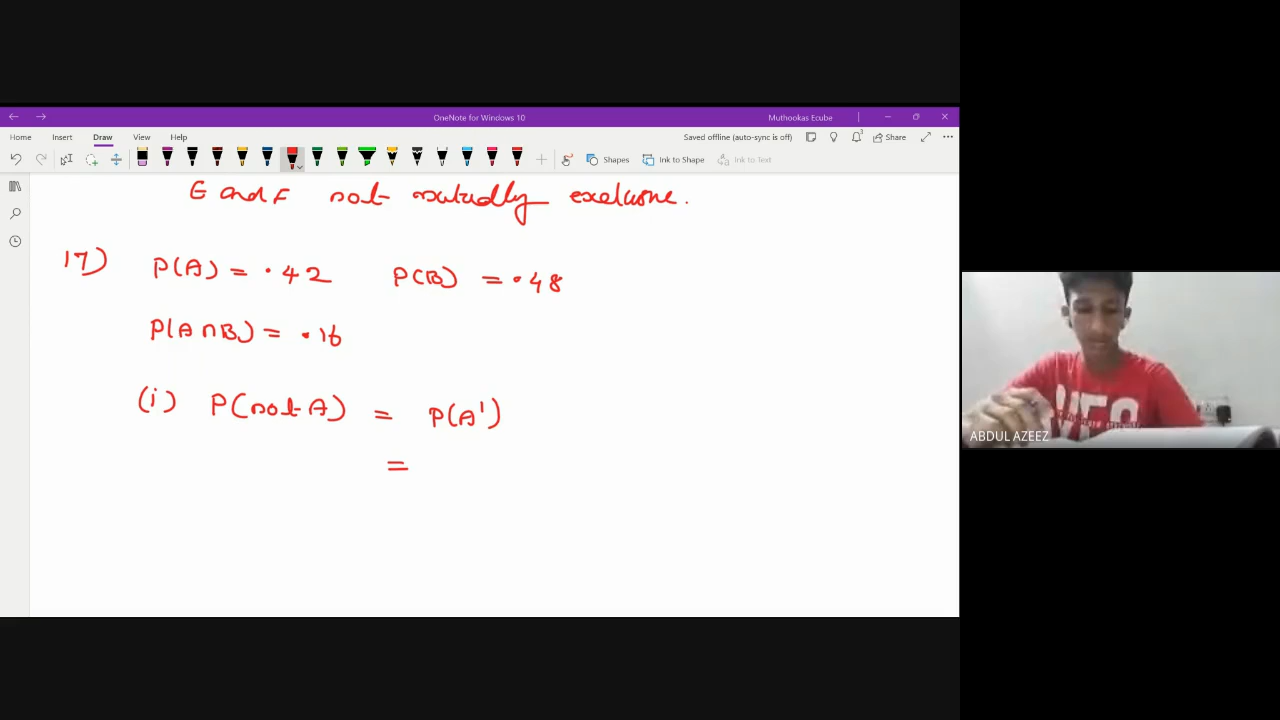 OneNote for Windows 10
Muthookas Ecube
Home Insert Draw View Help
Saved offline (auto-sync is off)
Share
Shapes
Ink to Shape
Ink to Text
E and F not mutually exclusive.
17) P(A) = .42 P(B) = .48
P(A∩B) = .16
(i) P(not A) = P(A')
=
ABDUL AZEEZ